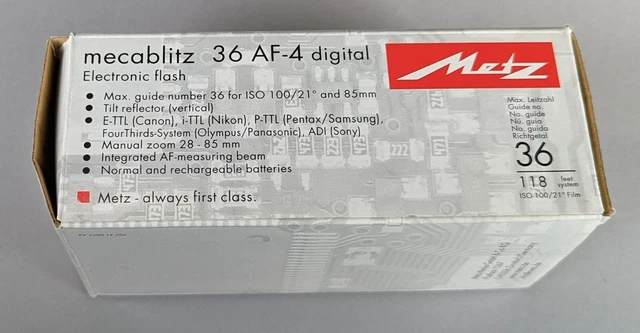 mecablitz 36 AF-4 digital
Electronic flash
Metz
• Max. guide number 36 for ISO 100/21° and 85mm
• Tilt reflector (vertical)
• E-TTL (Canon), i-TTL (Nikon), P-TTL (Pentax/Samsung),
FourThirds-System (Olympus/Panasonic), ADI (Sony)
• Manual zoom 28 - 85 mm
• Integrated AF-measuring beam
• Normal and rechargeable batteries
Metz - always first class.
Max. Leitzahl
Guide no.
No. guide
Nú. guía
No. guida
Richtgetal
36
118 feet
system
ISO-100/21° Film
222
223